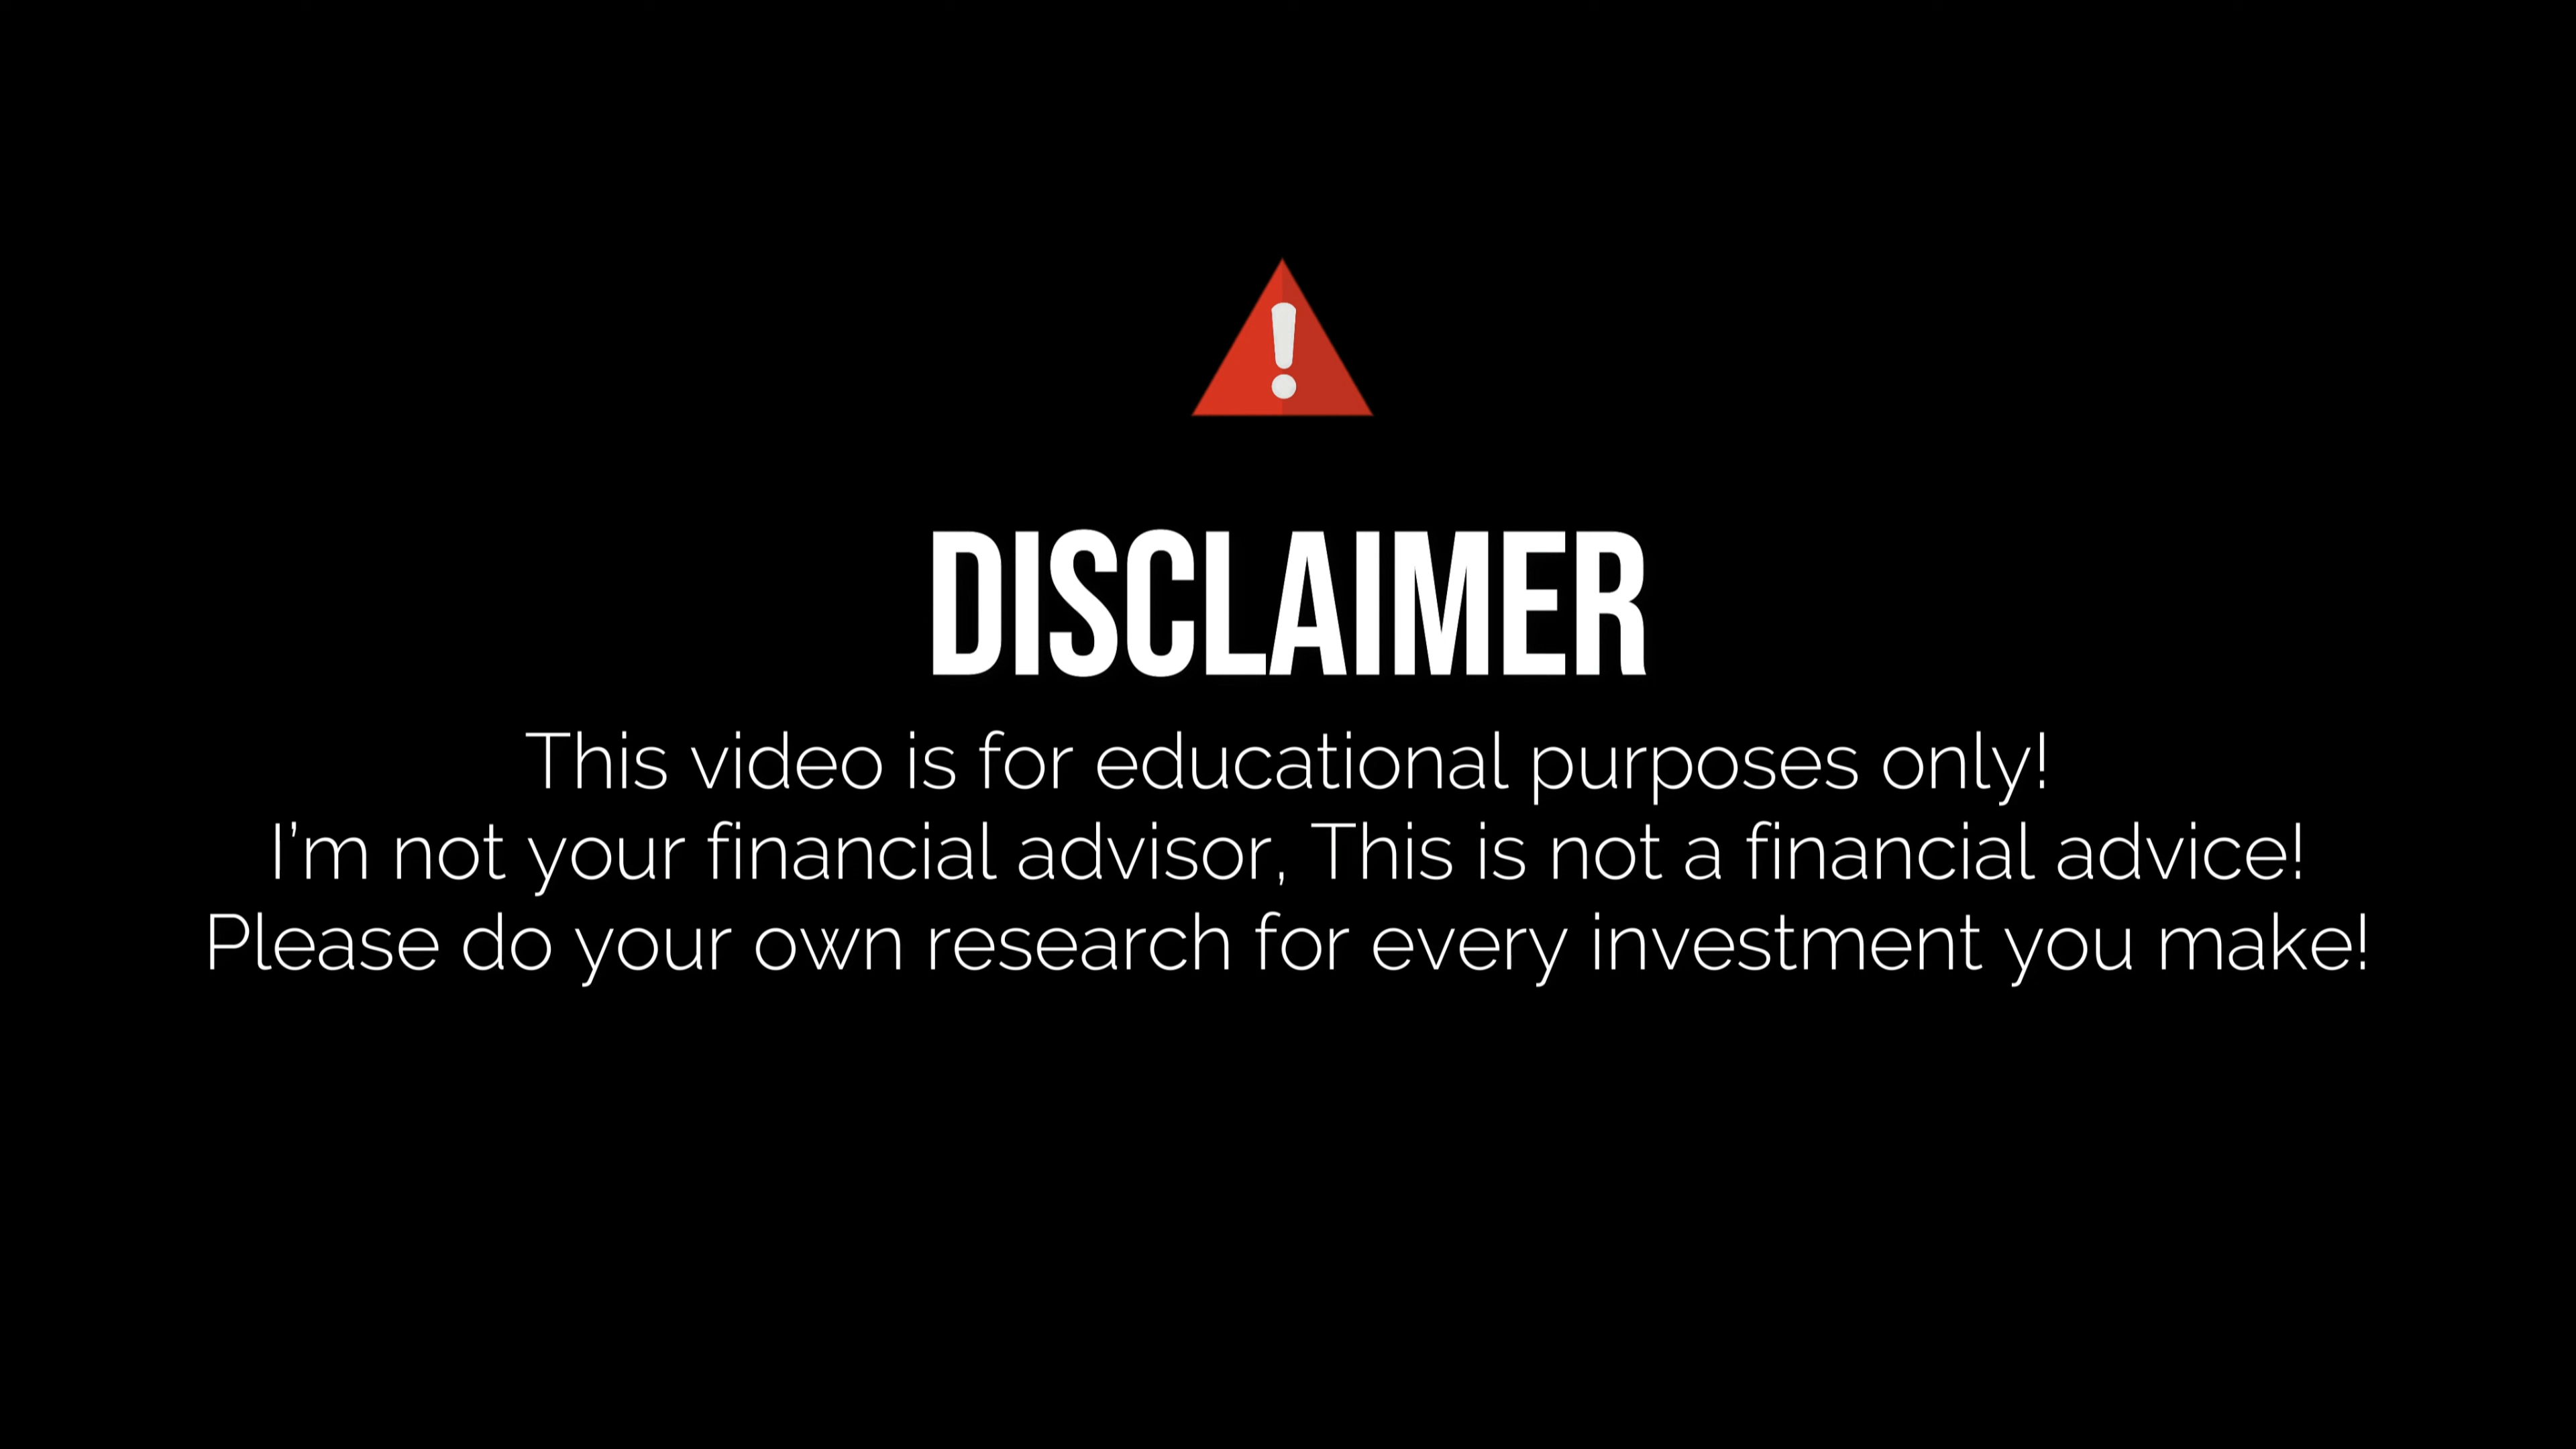 DISCLAIMER
This video is for educational purposes only!
I'm not your financial advisor, This is not a financial advice!
Please do your own research for every investment you make!